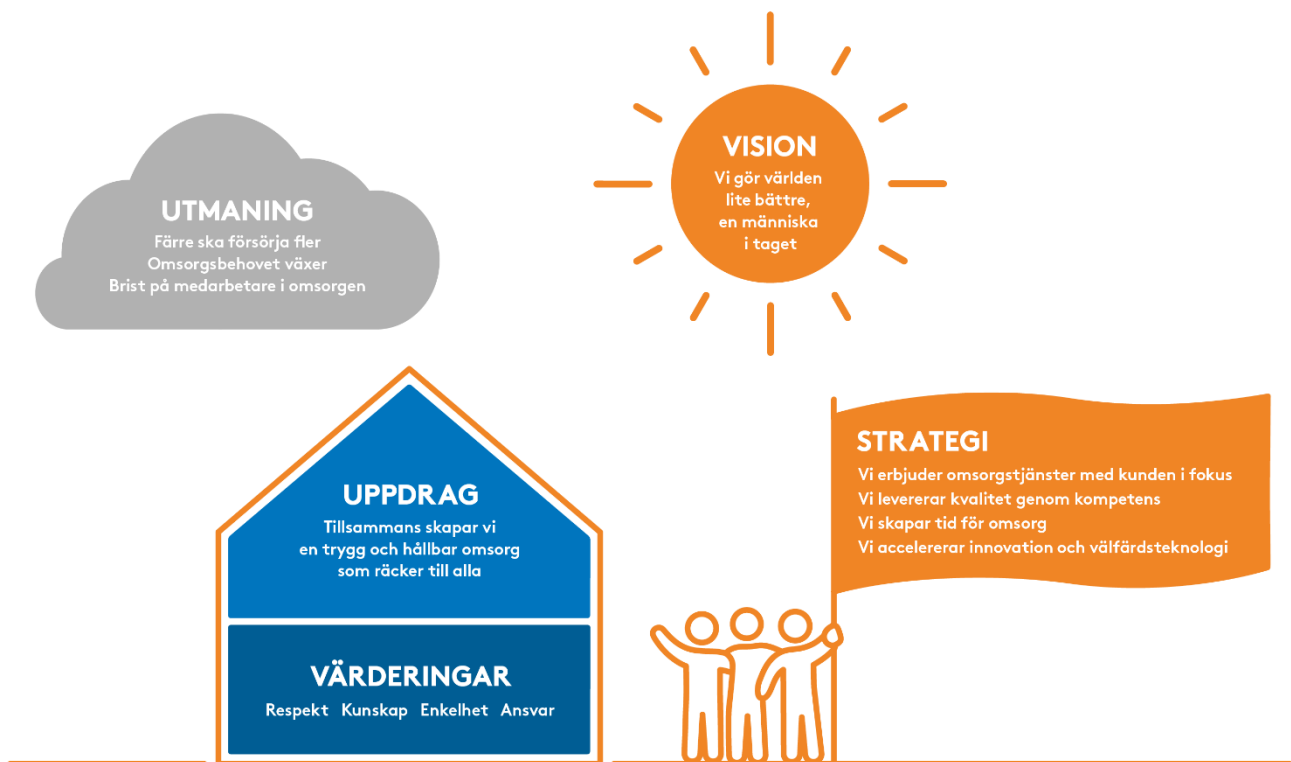 UTMANING
Färre ska försörja fler
Omsorgsbehovet växer
Brist på medarbetare i omsorgen
VISION
Vi gör världen
lite bättre,
en människa
i taget
UPPDRAG
Tillsammans skapar vi
en trygg och hållbar omsorg
som räcker till alla
VÄRDERINGAR
Respekt Kunskap Enkelhet Ansvar
STRATEGI
Vi erbjuder omsorgstjänster med kunden i fokus
Vi levererar kvalitet genom kompetens
Vi skapar tid för omsorg
Vi accelererar innovation och välfärdsteknologi